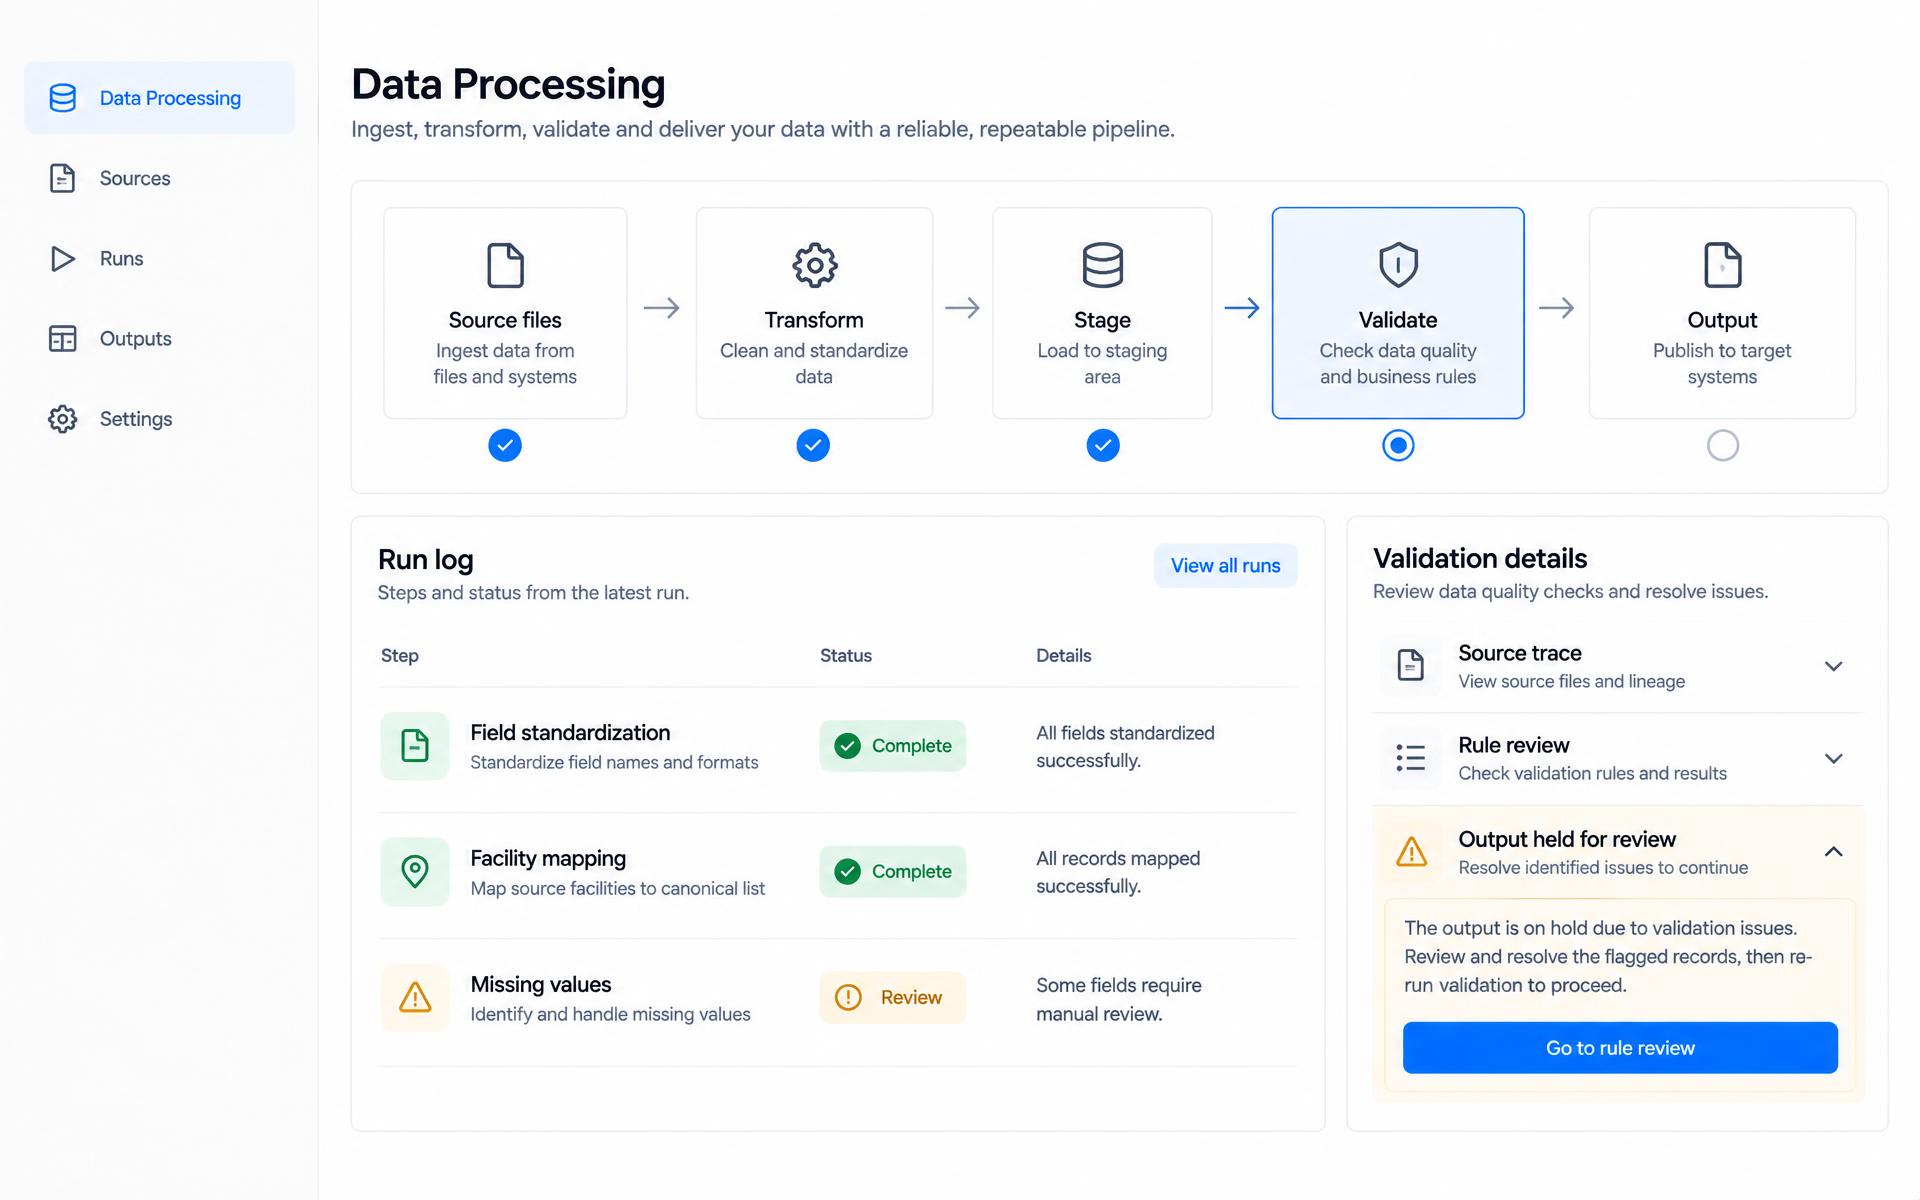 Data Processing
Sources
Runs
Outputs
Settings
Data Processing
Ingest, transform, validate and deliver your data with a reliable, repeatable pipeline.
Source files
Ingest data from
files and systems
Transform
Clean and standardize
data
Stage
Load to staging
area
Validate
Check data quality
and business rules
Output
Publish to target
systems
Run log
Steps and status from the latest run.
View all runs
Step
Status
Details
Field standardization
Standardize field names and formats
Complete
All fields standardized
successfully.
Facility mapping
Map source facilities to canonical list
Complete
All records mapped
successfully.
Missing values
Identify and handle missing values
Review
Some fields require
manual review.
Validation details
Review data quality checks and resolve issues.
Source trace
View source files and lineage
Rule review
Check validation rules and results
Output held for review
Resolve identified issues to continue
The output is on hold due to validation issues.
Review and resolve the flagged records, then re-
run validation to proceed.
Go to rule review